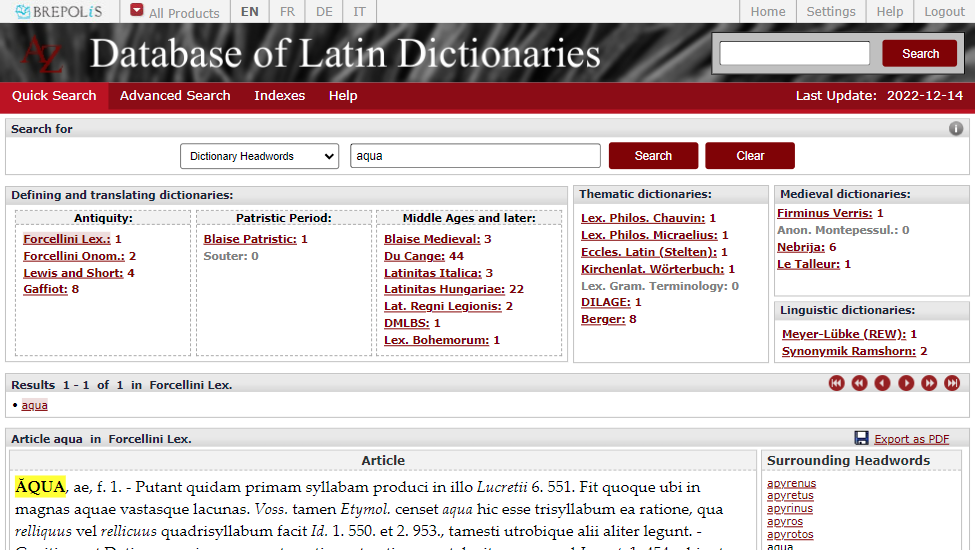 BREPOLiS All Products EN FR DE IT Home Settings Help Logout
AZ Database of Latin Dictionaries Search
Quick Search Advanced Search Indexes Help Last Update: 2022-12-14
Search for i
Dictionary Headwords aqua Search Clear
Defining and translating dictionaries:
Antiquity:
Forcellini Lex.: 1
Forcellini Onom.: 2
Lewis and Short: 4
Gaffiot: 8
Patristic Period:
Blaise Patristic: 1
Souter: 0
Middle Ages and later:
Blaise Medieval: 3
Du Cange: 44
Latinitas Italica: 3
Latinitas Hungariae: 22
Lat. Regni Legionis: 2
DMLBS: 1
Lex. Bohemorum: 1
Thematic dictionaries:
Lex. Philos. Chauvin: 1
Lex. Philos. Micraelius: 1
Eccles. Latin (Stelten): 1
Kirchenlat. Wörterbuch: 1
Lex. Gram. Terminology: 0
DILAGE: 1
Berger: 8
Medieval dictionaries:
Firminus Verris: 1
Anon. Montepessul.: 0
Nebrija: 6
Le Talleur: 1
Linguistic dictionaries:
Meyer-Lübke (REW): 1
Synonymik Ramshorn: 2
Results 1 - 1 of 1 in Forcellini Lex.
• aqua
Article aqua in Forcellini Lex. Export as PDF
Article
ĂQUA, ae, f. 1. - Putant quidam primam syllabam produci in illo Lucretii 6. 551. Fit quoque ubi in
magnas aquae vastasque lacunas. Voss. tamen Etymol. censet aqua hic esse trisyllabum ea ratione, qua
relliquus vel rellicuus quadrisyllabum facit Id. 1. 550. et 2. 953., tamesti utrobique alii aliter legunt. -
Surrounding Headwords
apyrenus
apyretus
apyrinus
apyros
apyrotos
aqua